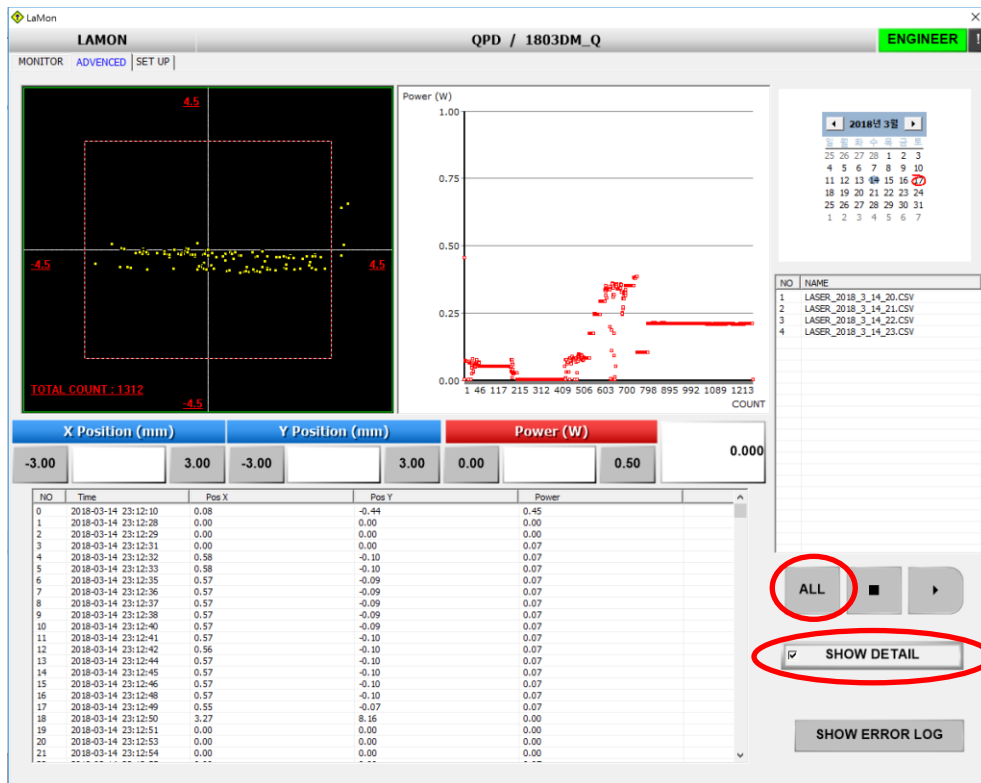 LaMon
LAMON QPD / 1803DM_Q ENGINEER !
MONITOR ADVENCED SET UP
4.5
-4.5 4.5
TOTAL COUNT : 1312
-4.5
Power (W)
1.00
0.75
0.50
0.25
0.00
1 46 117 215 312 409 506 603 700 798 895 992 1089 1213
COUNT
2018년 3월
일 월 화 수 목 금 토
25 26 27 28 1 2 3
4 5 6 7 8 9 10
11 12 13 14 15 16 17
18 19 20 21 22 23 24
25 26 27 28 29 30 31
1 2 3 4 5 6 7
NO NAME
1 LASER_2018_3_14_20.CSV
2 LASER_2018_3_14_21.CSV
3 LASER_2018_3_14_22.CSV
4 LASER_2018_3_14_23.CSV
X Position (mm) Y Position (mm) Power (W)
-3.00 3.00 -3.00 3.00 0.00 0.50 0.000
NO Time Pos X Pos Y Power
0 2018-03-14 23:12:10 0.08 -0.44 0.45
1 2018-03-14 23:12:28 0.00 0.00 0.00
2 2018-03-14 23:12:29 0.00 0.00 0.00
3 2018-03-14 23:12:31 0.00 0.00 0.07
4 2018-03-14 23:12:32 0.58 -0.10 0.07
5 2018-03-14 23:12:33 0.58 -0.10 0.07
6 2018-03-14 23:12:35 0.57 -0.09 0.07
7 2018-03-14 23:12:36 0.57 -0.09 0.07
8 2018-03-14 23:12:37 0.57 -0.09 0.07
9 2018-03-14 23:12:38 0.57 -0.09 0.07
10 2018-03-14 23:12:40 0.57 -0.09 0.07
11 2018-03-14 23:12:41 0.57 -0.10 0.07
12 2018-03-14 23:12:42 0.56 -0.10 0.07
13 2018-03-14 23:12:44 0.57 -0.10 0.07
14 2018-03-14 23:12:45 0.57 -0.10 0.07
15 2018-03-14 23:12:46 0.57 -0.10 0.07
16 2018-03-14 23:12:48 0.57 -0.10 0.07
17 2018-03-14 23:12:49 0.55 -0.07 0.07
18 2018-03-14 23:12:50 3.27 8.16 0.00
19 2018-03-14 23:12:51 0.00 0.00 0.00
20 2018-03-14 23:12:53 0.00 0.00 0.00
21 2018-03-14 23:12:54 0.00 0.00 0.00
ALL
SHOW DETAIL
SHOW ERROR LOG